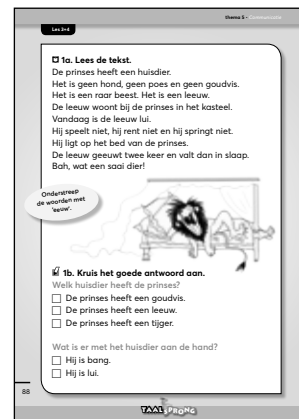 thema 5 - Communicatie
Les 3+4
1a. Lees de tekst.
De prinses heeft een huisdier.
Het is geen hond, geen poes en geen goudvis.
Het is een raar beest. Het is een leeuw.
De leeuw woont bij de prinses in het kasteel.
Vandaag is de leeuw lui.
Hij speelt niet, hij rent niet en hij springt niet.
Hij ligt op het bed van de prinses.
De leeuw geeuwt twee keer en valt dan in slaap.
Bah, wat een saai dier!
Onderstreep
de woorden met
'eeuw'.
1b. Kruis het goede antwoord aan.
Welk huisdier heeft de prinses?
De prinses heeft een goudvis.
De prinses heeft een leeuw.
De prinses heeft een tijger.
Wat is er met het huisdier aan de hand?
Hij is bang.
Hij is lui.
88
TAALSPRONG